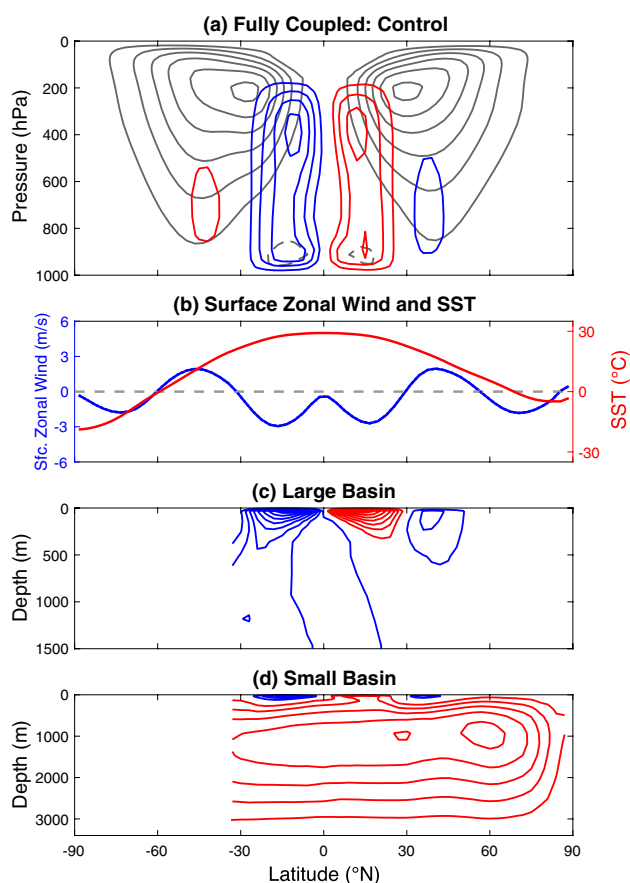 (a) Fully Coupled: Control
0
200
400
600
800
1000
Pressure (hPa)
(b) Surface Zonal Wind and SST
6
3
0
-3
-6
Sfc. Zonal Wind (m/s)
30
0
-30
SST (°C)
(c) Large Basin
0
500
1000
1500
Depth (m)
(d) Small Basin
0
1000
2000
3000
Depth (m)
-90 -60 -30 0 30 60 90
Latitude (°N)